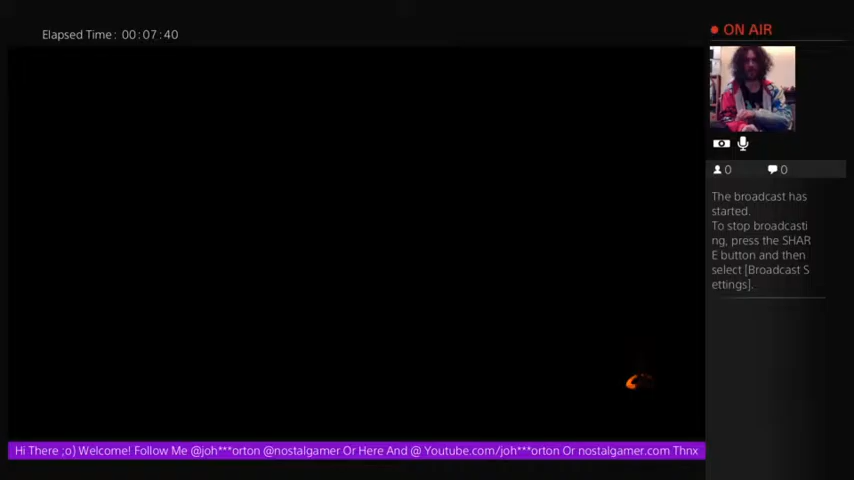 Elapsed Time: 00:07:40
ON AIR
0 0
The broadcast has
started.
To stop broadcasti
ng, press the SHAR
E button and then
select [Broadcast S
ettings].
Hi There ;o) Welcome! Follow Me @joh***orton @nostalgamer Or Here And @ Youtube.com/joh***orton Or nostalgamer.com Thnx